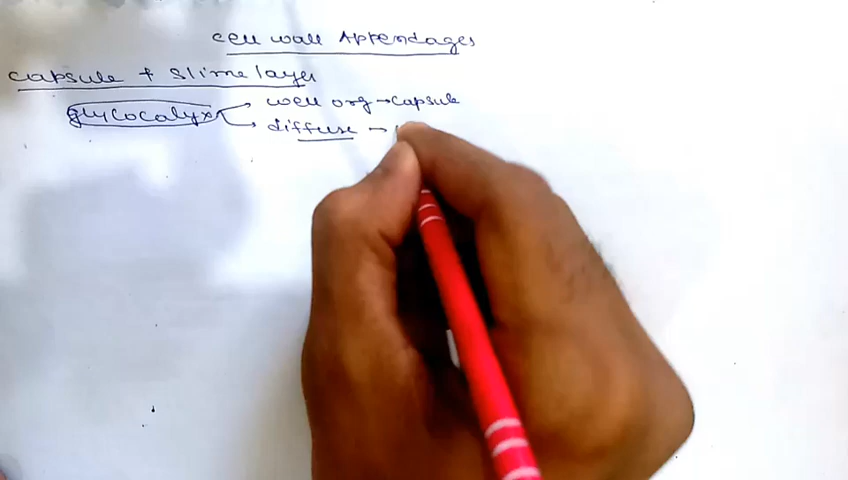 Cell wall Appendages
Capsule + Slime layer
glycocalyx
well org → Capsule
diffuse →